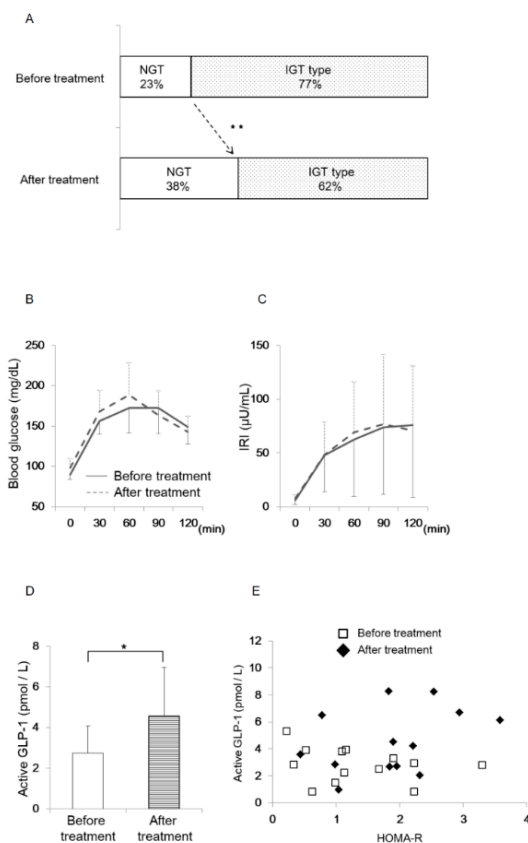 A
NGT
23%
IGT type
77%
Before treatment
**
NGT
38%
IGT type
62%
After treatment
B
Blood glucose (mg/dL)
250
200
150
100
50
Before treatment
After treatment
0 30 60 90 120 (min)
C
IRI (μU/mL)
150
100
50
0
0 30 60 90 120 (min)
D
Active GLP-1 (pmol / L)
8
6
4
2
0
*
Before treatment
After treatment
E
Before treatment
After treatment
Active GLP-1 (pmol / L)
12
10
8
6
4
2
0
0 1 2 3 4
HOMA-R